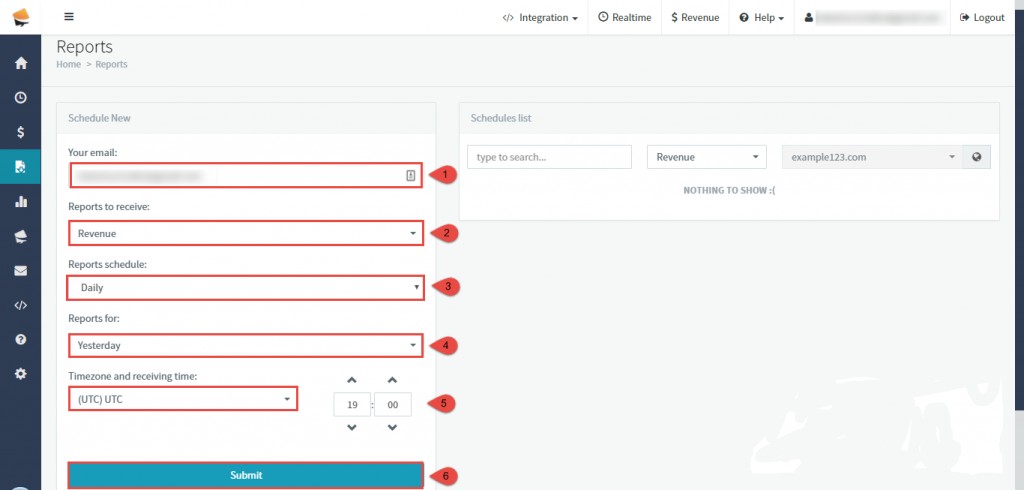 Integration
Realtime
$ Revenue
Help
Logout
Reports
Home > Reports
Schedule New
Your email:
1
Reports to receive:
Revenue
2
Reports schedule:
Daily
3
Reports for:
Yesterday
4
Timezone and receiving time:
(UTC) UTC
19 : 00
5
Submit
6
Schedules list
type to search...
Revenue
example123.com
NOTHING TO SHOW :(